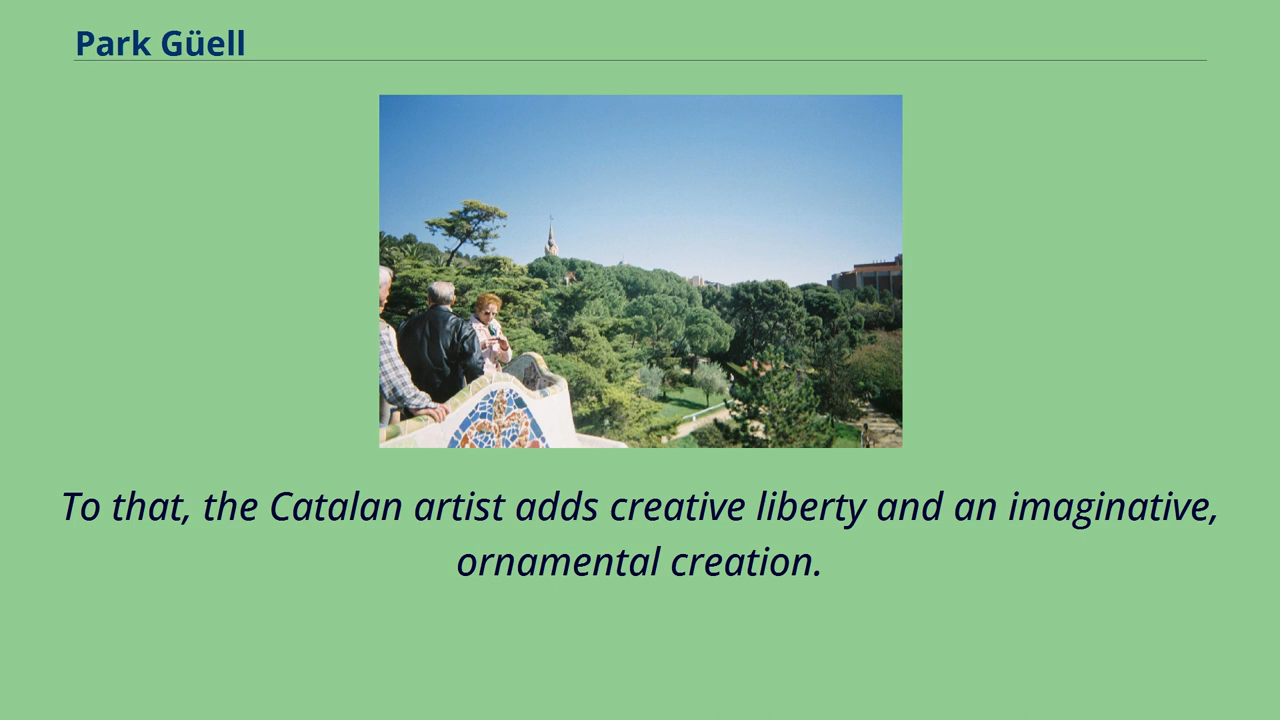 Park Güell
To that, the Catalan artist adds creative liberty and an imaginative,
ornamental creation.